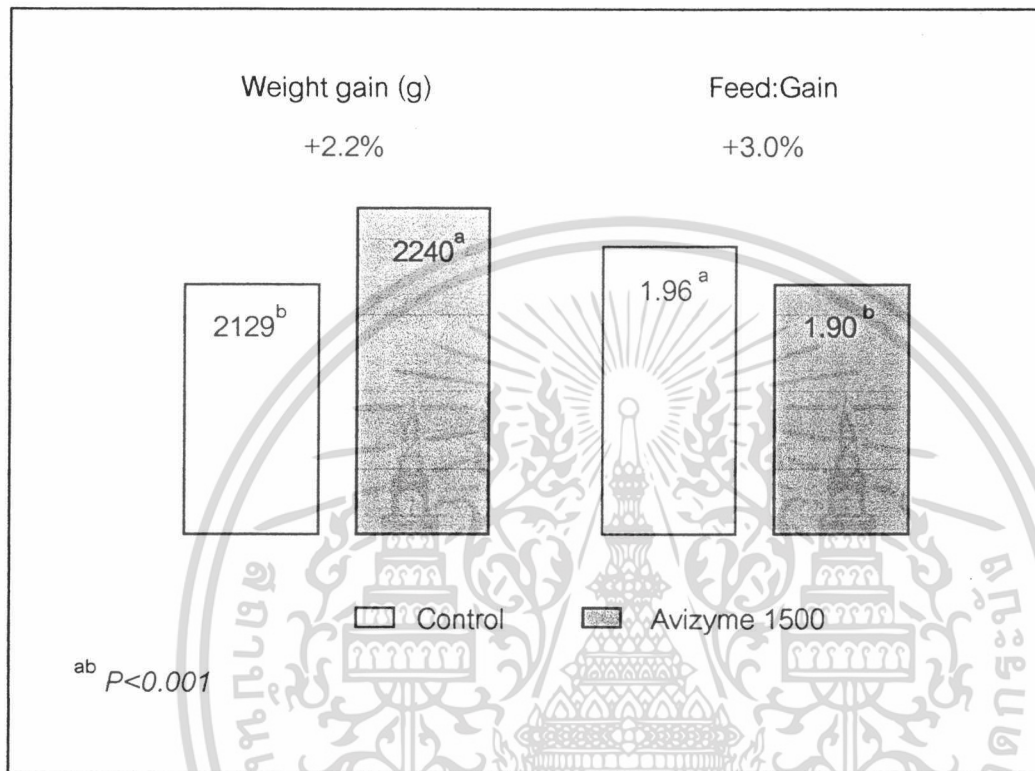 Weight gain (g) Feed:Gain
+2.2% +3.0%
2129b 2240a 1.96 a 1.90 b
Control Avizyme 1500
ab P<0.001